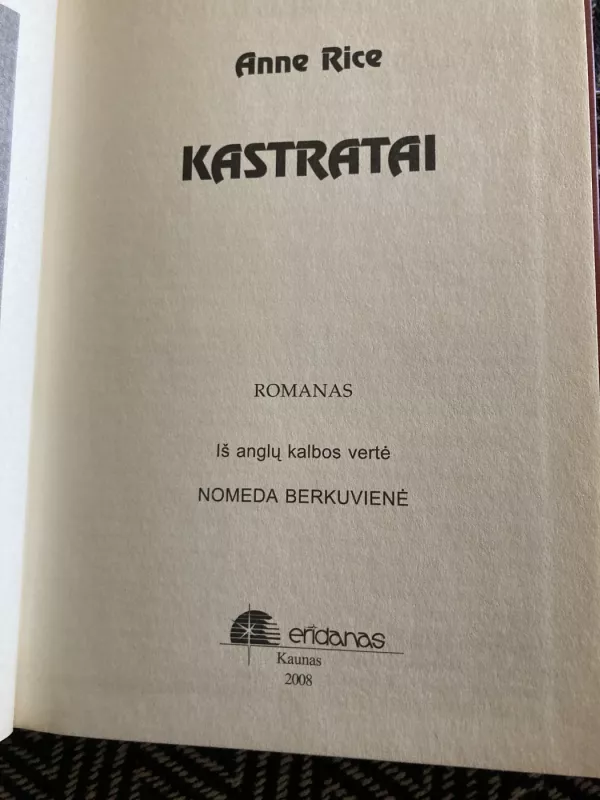 Anne Rice
KASTRATAI
ROMANAS
Iš anglų kalbos vertė
NOMEDA BERKUVIENĖ
eridanas
Kaunas
2008